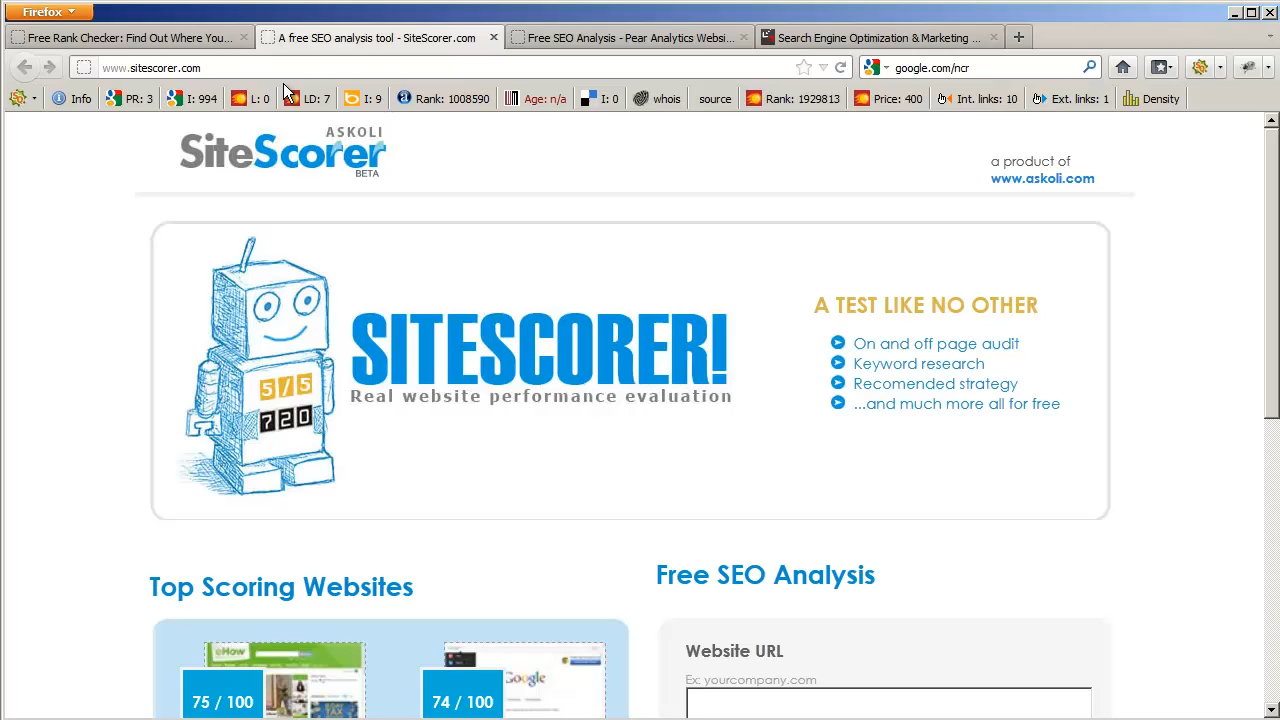 Firefox
Free Rank Checker: Find Out Where You...
A free SEO analysis tool - SiteScorer.com
Free SEO Analysis - Pear Analytics Websi...
Search Engine Optimization & Marketing ...
www.sitescorer.com
google.com/ncr
Info
PR: 3
I: 994
L: 0
LD: 7
I: 9
Rank: 1008590
Age: n/a
I: 0
whois
source
Rank: 1929813
Price: 400
Int. links: 10
Ext. links: 1
Density
ASKOLI
SiteScorer
BETA
a product of
www.askoli.com
5/5
720
SITESCORER!
Real website performance evaluation
A TEST LIKE NO OTHER
On and off page audit
Keyword research
Recomended strategy
...and much more all for free
Top Scoring Websites
Free SEO Analysis
eHow
75 / 100
Google
74 / 100
Website URL
Ex: yourcompany.com